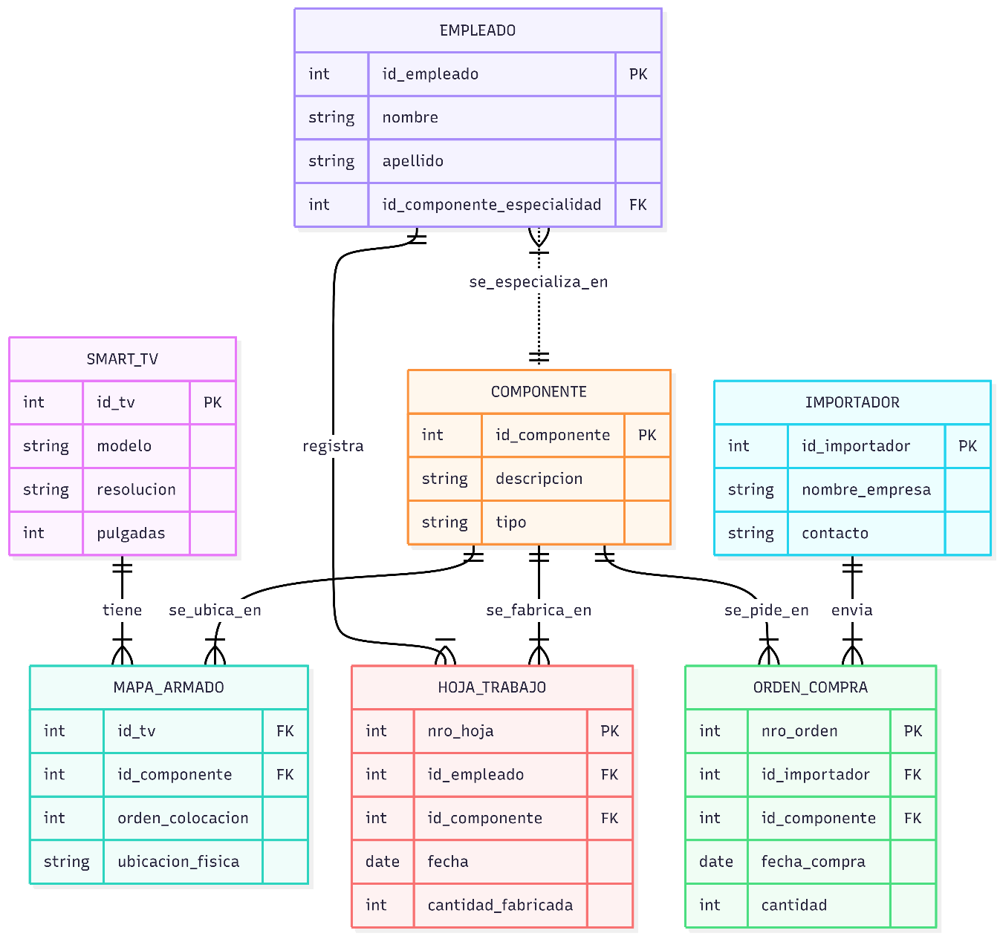 EMPLEADO
int id_empleado PK
string nombre
string apellido
int id_componente_especialidad FK
se_especializa_en
registra
SMART_TV
int id_tv PK
string modelo
string resolucion
int pulgadas
COMPONENTE
int id_componente PK
string descripcion
string tipo
IMPORTADOR
int id_importador PK
string nombre_empresa
string contacto
tiene
se_ubica_en
se_fabrica_en
se_pide_en
envia
MAPA_ARMADO
int id_tv FK
int id_componente FK
int orden_colocacion
string ubicacion_fisica
HOJA_TRABAJO
int nro_hoja PK
int id_empleado FK
int id_componente FK
date fecha
int cantidad_fabricada
ORDEN_COMPRA
int nro_orden PK
int id_importador FK
int id_componente FK
date fecha_compra
int cantidad